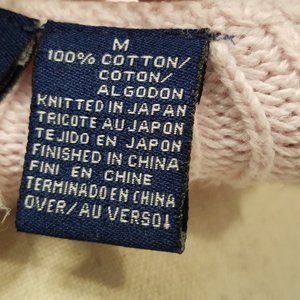 M
100% COTTON/
COTON/
ALGODON
KNITTED IN JAPAN
TRICOTE AU JAPON
TEJIDO EN JAPON
FINISHED IN CHINA
FINI EN CHINE
TERMINADO EN CHINA
OVER/AU VERSO↓